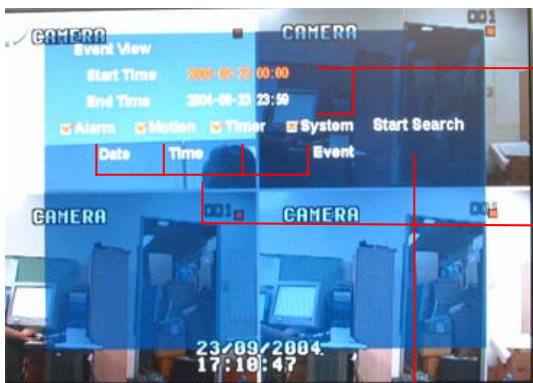 001
CAMERA CAMERA
Event View
Start Time 2004-09-23 00:00
End Time 2004-09-23 23:59
Alarm Motion Timer System Start Search
Date Time Event
CAMERA 001 CAMERA 001
23/09/2004
17:10:47